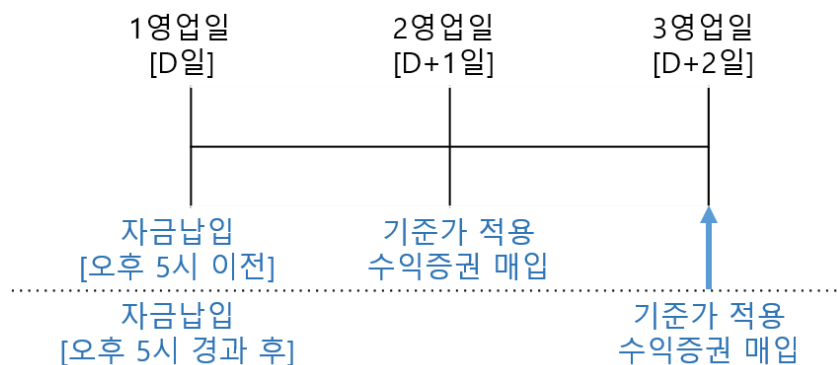 1영업일 2영업일 3영업일
[D일] [D+1일] [D+2일]
자금납입 기준가 적용
[오후 5시 이전] 수익증권 매입
자금납입 기준가 적용
[오후 5시 경과 후] 수익증권 매입